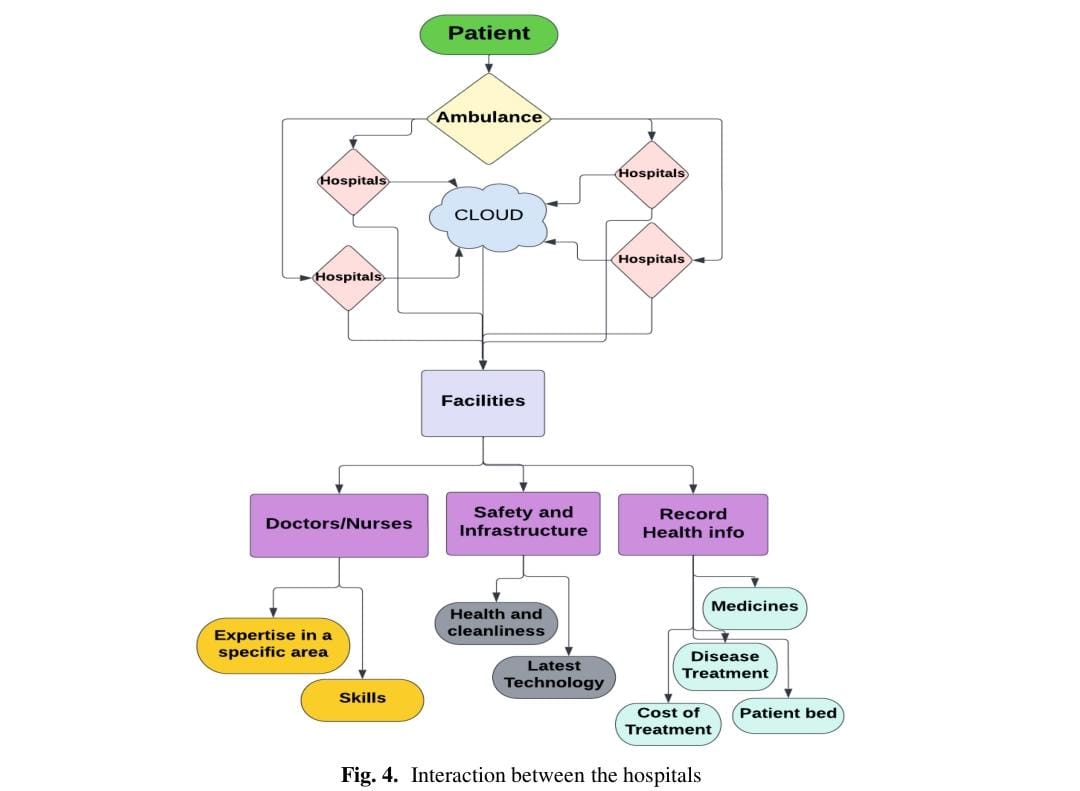 Patient
Ambulance
Hospitals
Hospitals
CLOUD
Hospitals
Hospitals
Facilities
Doctors/Nurses
Safety and
Infrastructure
Record
Health info
Expertise in a
specific area
Skills
Health and
cleanliness
Latest
Technology
Medicines
Disease
Treatment
Cost of
Treatment
Patient bed
Fig. 4. Interaction between the hospitals